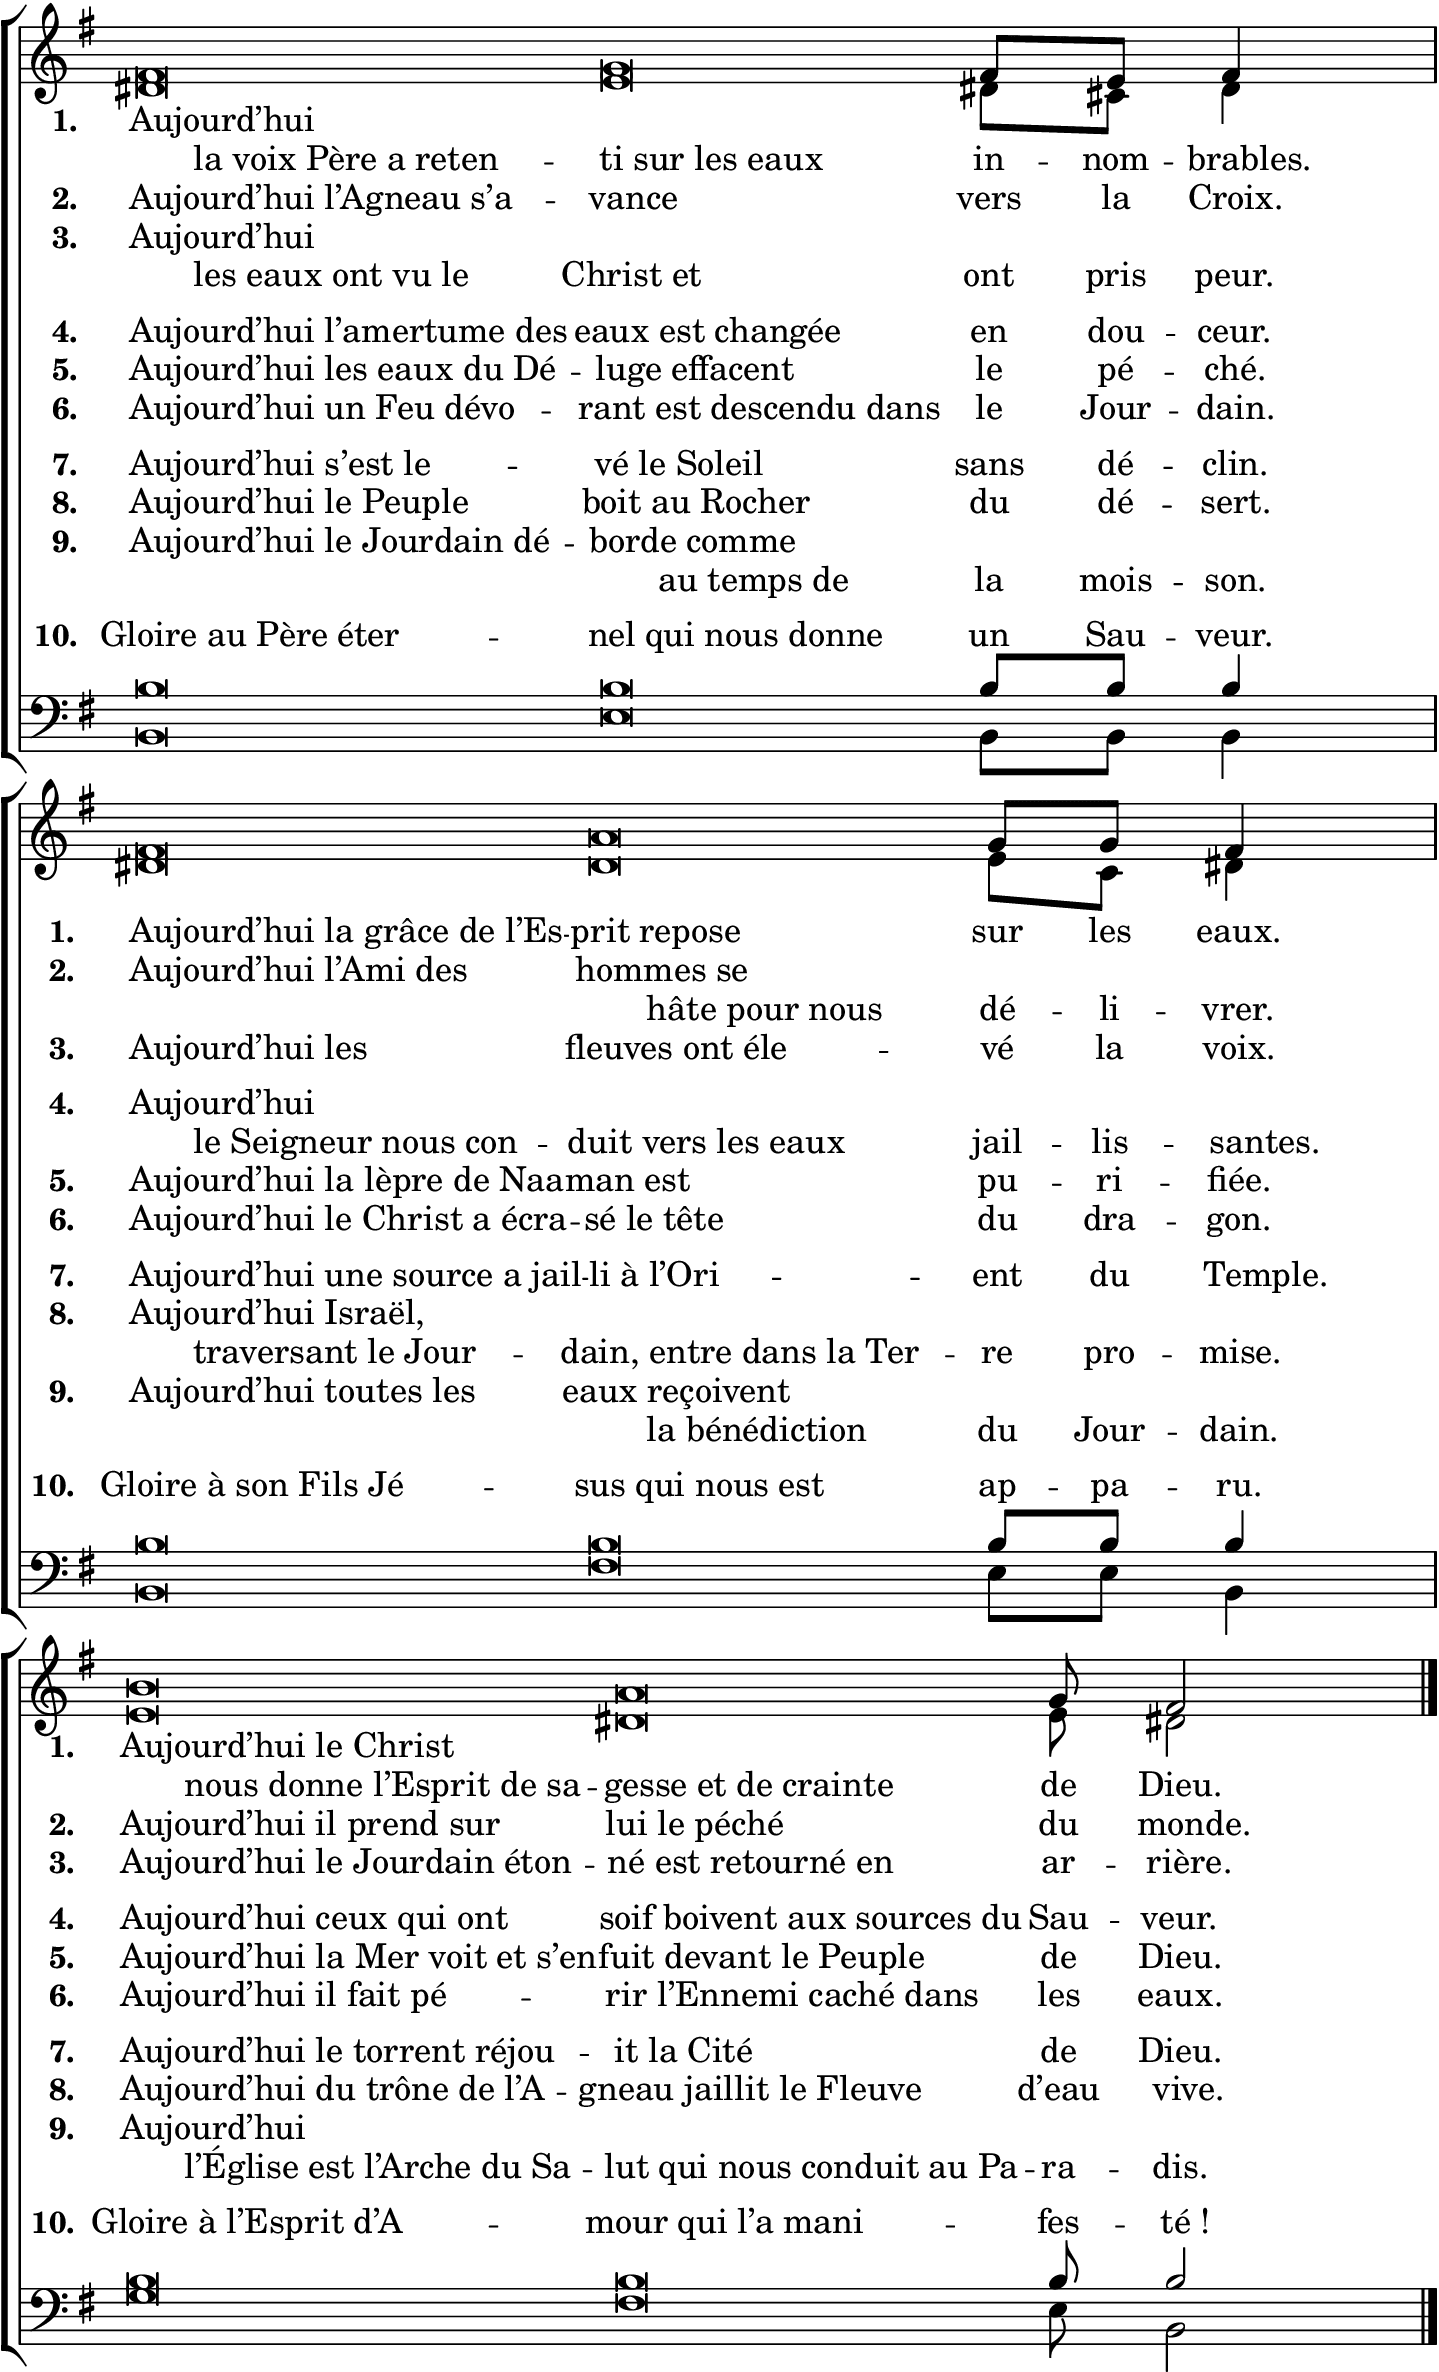 1. Aujourd’hui
la voix Père a reten -- ti sur les eaux in -- nom -- brables.
2. Aujourd’hui l’Agneau s’a -- vance vers la Croix.
3. Aujourd’hui
les eaux ont vu le Christ et ont pris peur.
4. Aujourd’hui l’amertume des eaux est changée en dou -- ceur.
5. Aujourd’hui les eaux du Dé -- luge effacent le pé -- ché.
6. Aujourd’hui un Feu dévo -- rant est descendu dans le Jour -- dain.
7. Aujourd’hui s’est le -- vé le Soleil sans dé -- clin.
8. Aujourd’hui le Peuple boit au Rocher du dé -- sert.
9. Aujourd’hui le Jourdain dé -- borde comme
au temps de la mois -- son.
10. Gloire au Père éter -- nel qui nous donne un Sau -- veur.
1. Aujourd’hui la grâce de l’Es -- prit repose sur les eaux.
2. Aujourd’hui l’Ami des hommes se
hâte pour nous dé -- li -- vrer.
3. Aujourd’hui les fleuves ont éle -- vé la voix.
4. Aujourd’hui
le Seigneur nous con -- duit vers les eaux jail -- lis -- santes.
5. Aujourd’hui la lèpre de Naaman est pu -- ri -- fiée.
6. Aujourd’hui le Christ a écra -- sé le tête du dra -- gon.
7. Aujourd’hui une source a jail -- li à l’Ori -- ent du Temple.
8. Aujourd’hui Israël,
traversant le Jour -- dain, entre dans la Ter -- re pro -- mise.
9. Aujourd’hui toutes les eaux reçoivent
la bénédiction du Jour -- dain.
10. Gloire à son Fils Jé -- sus qui nous est ap -- pa -- ru.
1. Aujourd’hui le Christ
nous donne l’Esprit de sa -- gesse et de crainte de Dieu.
2. Aujourd’hui il prend sur lui le péché du monde.
3. Aujourd’hui le Jourdain éton -- né est retourné en ar -- rière.
4. Aujourd’hui ceux qui ont soif boivent aux sources du Sau -- veur.
5. Aujourd’hui la Mer voit et s’enfuit devant le Peuple de Dieu.
6. Aujourd’hui il fait pé -- rir l’Ennemi caché dans les eaux.
7. Aujourd’hui le torrent réjou -- it la Cité de Dieu.
8. Aujourd’hui du trône de l’A -- gneau jaillit le Fleuve d’eau vive.
9. Aujourd’hui
l’Église est l’Arche du Sa -- lut qui nous conduit au Pa -- ra -- dis.
10. Gloire à l’Esprit d’A -- mour qui l’a mani -- fes -- té !